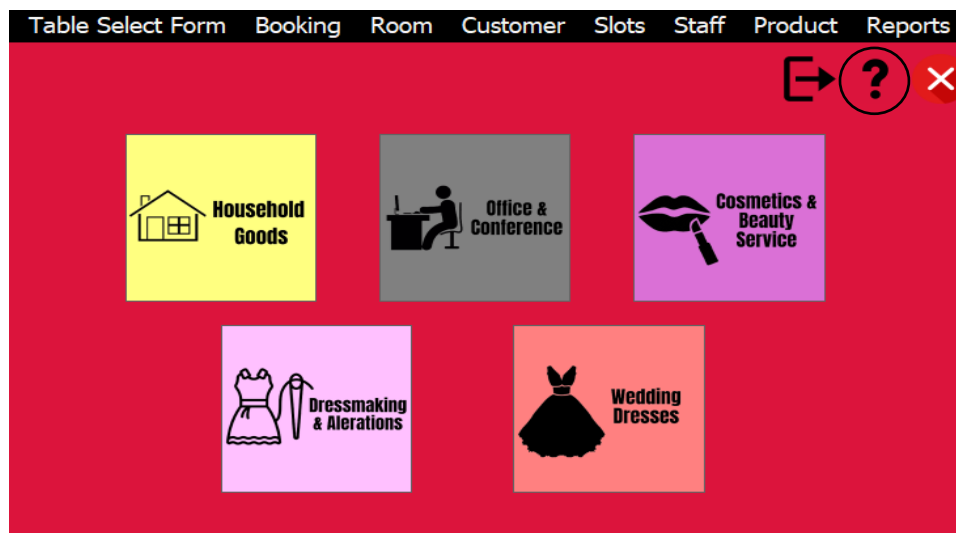 Table Select Form Booking Room Customer Slots Staff Product Reports
?
Household
Goods
Office &
Conference
Cosmetics &
Beauty
Service
Dressmaking
& Alerations
Wedding
Dresses